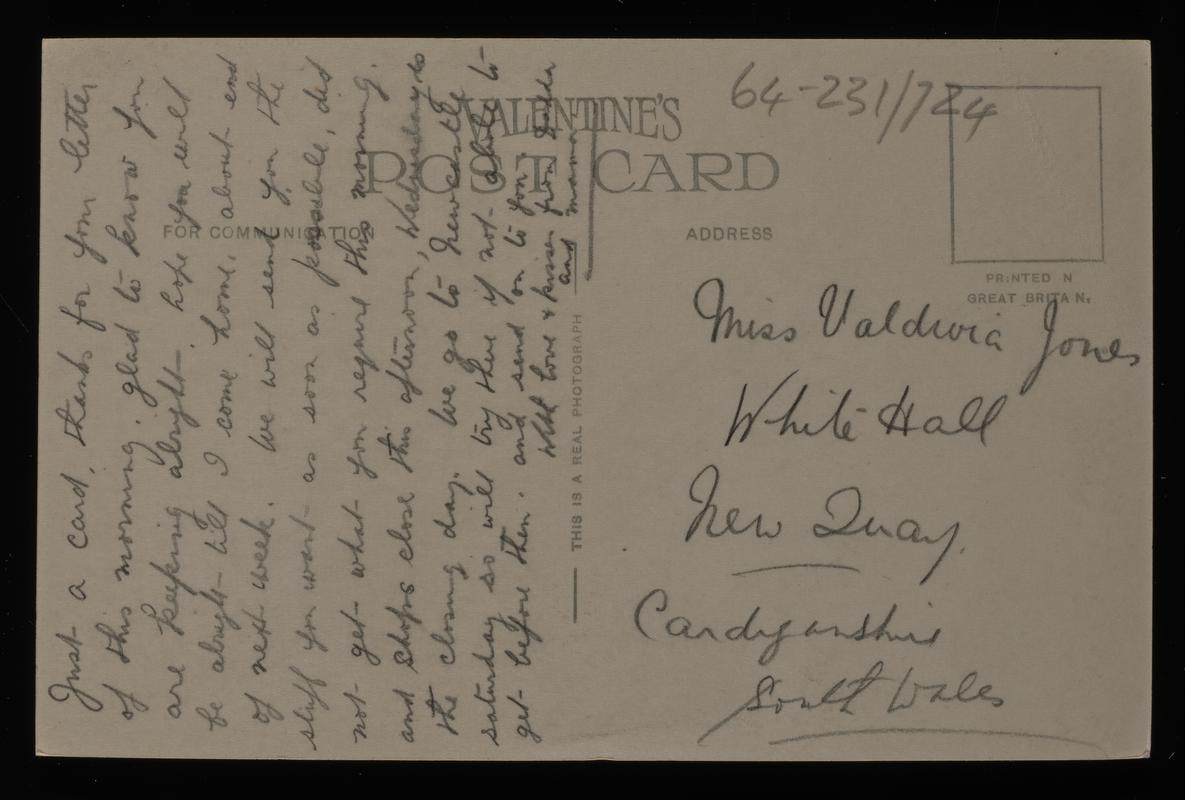 64-231/724
VALENTINE'S
POST CARD
FOR COMMUNICATION
ADDRESS
PRINTED N
GREAT BRITA N,
THIS IS A REAL PHOTOGRAPH
Just a card, thanks for your letter
of this morning. glad to know you
are keeping alright. hope you will
be alright till I come home, about end
of next week. We will send you the
stuff you want as soon as possible, did
not get what you require this morning.
and shops close this afternoon, Wednesday is
the closing day. We go to Newcastle
saturday so will try there if not able to
get before then. and send on to you
With love & kisses from Dadda
and mama
Miss Valdivia Jones
White Hall
New Quay.
Cardiganshire
South Wales